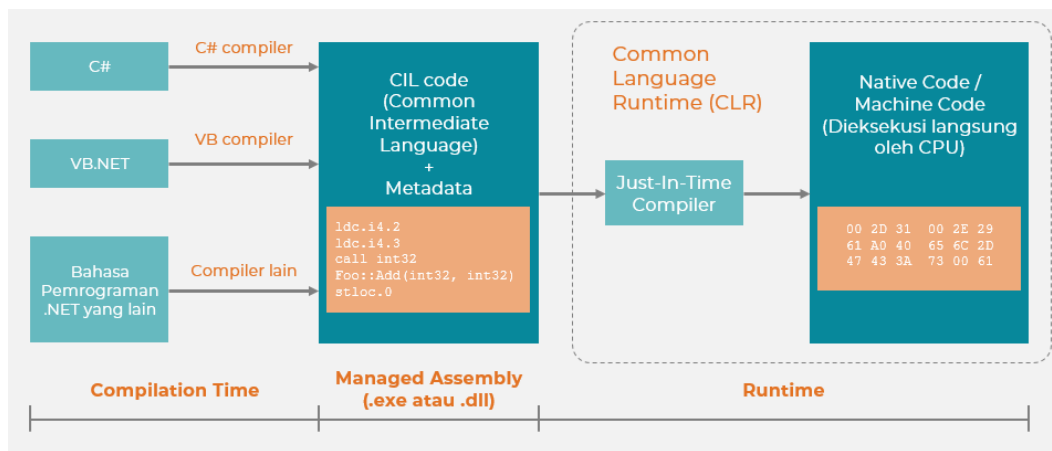 C#
C# compiler
VB.NET
VB compiler
Bahasa
Pemrograman
.NET yang lain
Compiler lain
CIL code
(Common
Intermediate
Language)
+
Metadata
ldc.i4.2
ldc.i4.3
call int32
Foo::Add(int32, int32)
stloc.0
Common
Language
Runtime (CLR)
Just-In-Time
Compiler
Native Code /
Machine Code
(Dieksekusi langsung
oleh CPU)
00 2D 31 00 2E 29
61 A0 40 65 6C 2D
47 43 3A 73 00 61
Compilation Time
Managed Assembly
(.exe atau .dll)
Runtime